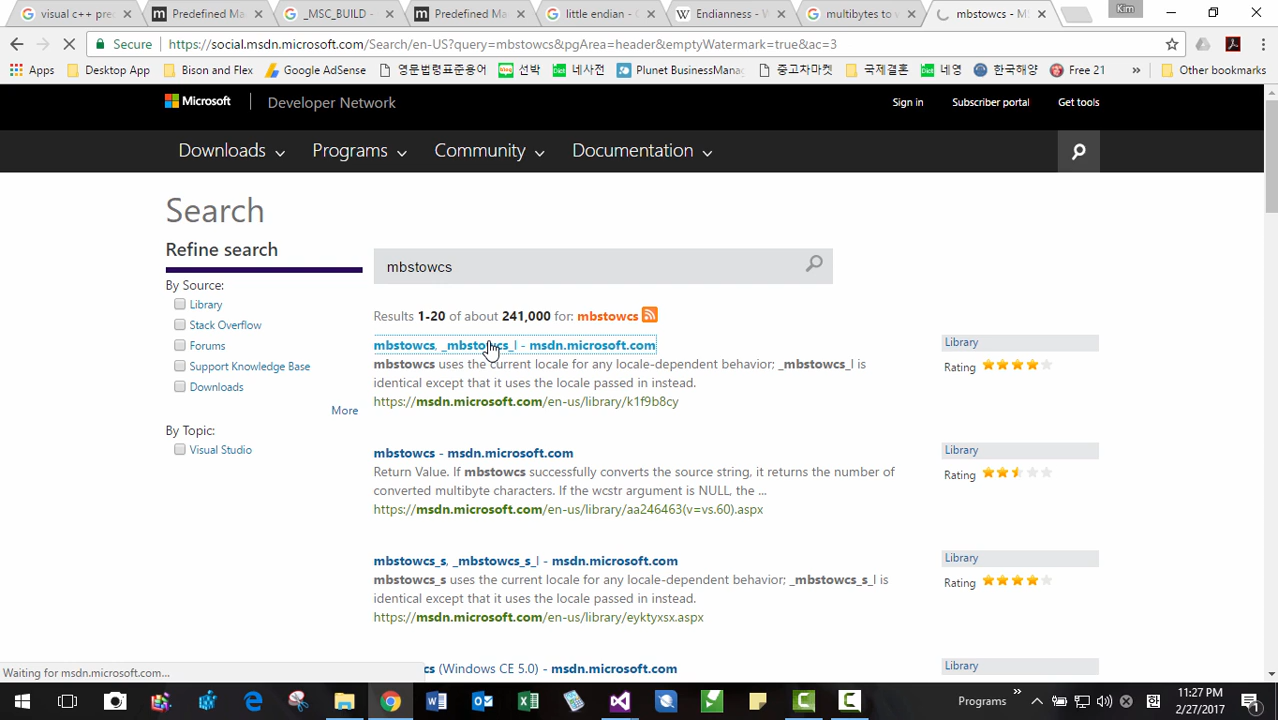 visual c++ pre
Predefined Ma
_MSC_BUILD -
Predefined Ma
little endian - G
Endianness - W
multibytes to w
mbstowcs - MS
Kim
Secure
https://social.msdn.microsoft.com/Search/en-US?query=mbstowcs&pgArea=header&emptyWatermark=true&ac=3
Apps
Desktop App
Bison and Flex
Google AdSense
영문법령표준용어
선박
네사전
Plunet BusinessMana
중고차마켓
국제결혼
네영
한국해양
Free 21
»
Other bookmarks
Microsoft
Developer Network
Sign in
Subscriber portal
Get tools
Downloads
Programs
Community
Documentation
Search
Refine search
By Source:
Library
Stack Overflow
Forums
Support Knowledge Base
Downloads
More
By Topic:
Visual Studio
mbstowcs
Results 1-20 of about 241,000 for: mbstowcs
mbstowcs, _mbstowcs_l - msdn.microsoft.com
mbstowcs uses the current locale for any locale-dependent behavior; _mbstowcs_l is
identical except that it uses the locale passed in instead.
https://msdn.microsoft.com/en-us/library/k1f9b8cy
Library
Rating
mbstowcs - msdn.microsoft.com
Return Value. If mbstowcs successfully converts the source string, it returns the number of
converted multibyte characters. If the wcstr argument is NULL, the ...
https://msdn.microsoft.com/en-us/library/aa246463(v=vs.60).aspx
Library
Rating
mbstowcs_s, _mbstowcs_s_l - msdn.microsoft.com
mbstowcs_s uses the current locale for any locale-dependent behavior; _mbstowcs_s_l is
identical except that it uses the locale passed in instead.
https://msdn.microsoft.com/en-us/library/eyktyxsx.aspx
Library
Rating
cs (Windows CE 5.0) - msdn.microsoft.com
Library
Waiting for msdn.microsoft.com...
Programs
»
한
11:27 PM
2/27/2017
1